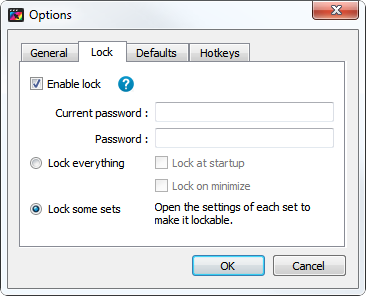 Options
General Lock Defaults Hotkeys
Enable lock ?
Current password :
Password :
Lock everything Lock at startup
Lock on minimize
Lock some sets Open the settings of each set to
make it lockable.
OK Cancel